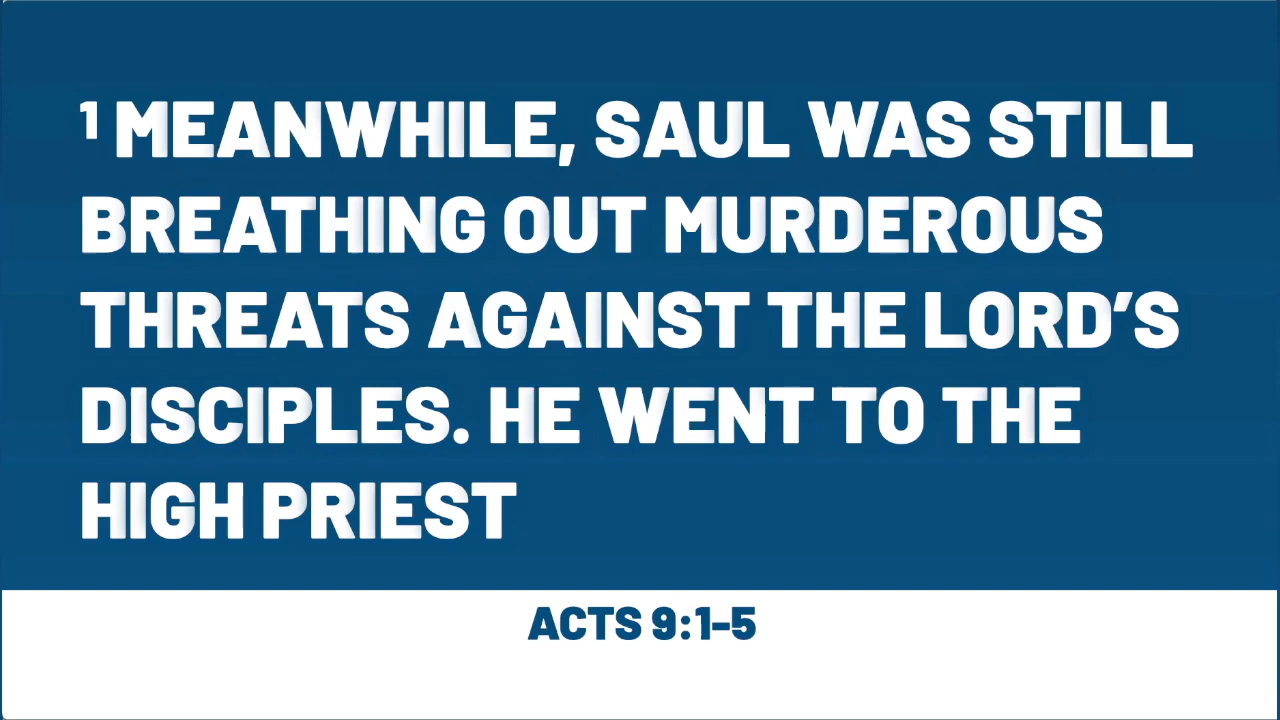 ¹ MEANWHILE, SAUL WAS STILL
BREATHING OUT MURDEROUS
THREATS AGAINST THE LORD’S
DISCIPLES. HE WENT TO THE
HIGH PRIEST
ACTS 9:1-5